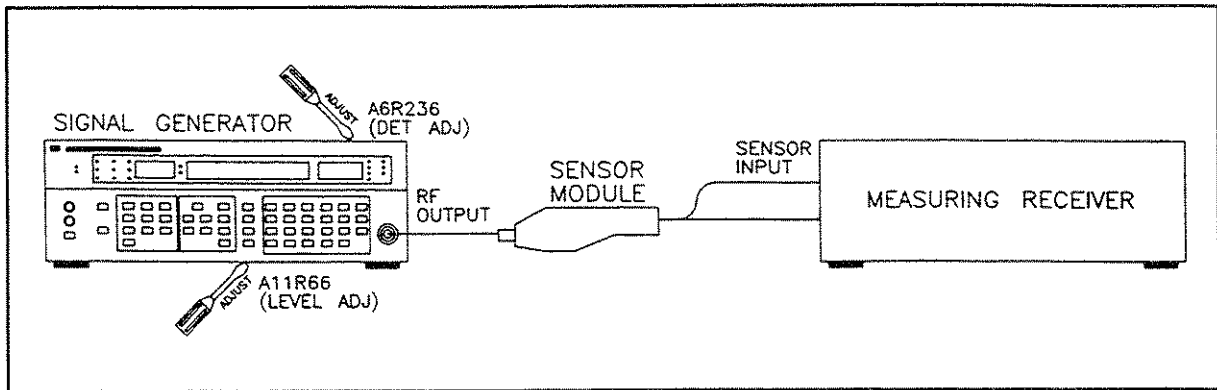 ADJUST
A6R236
(DET ADJ)
SIGNAL GENERATOR
SENSOR
INPUT
SENSOR
MODULE
MEASURING RECEIVER
RF
OUTPUT
ADJUST
A11R66
(LEVEL ADJ)